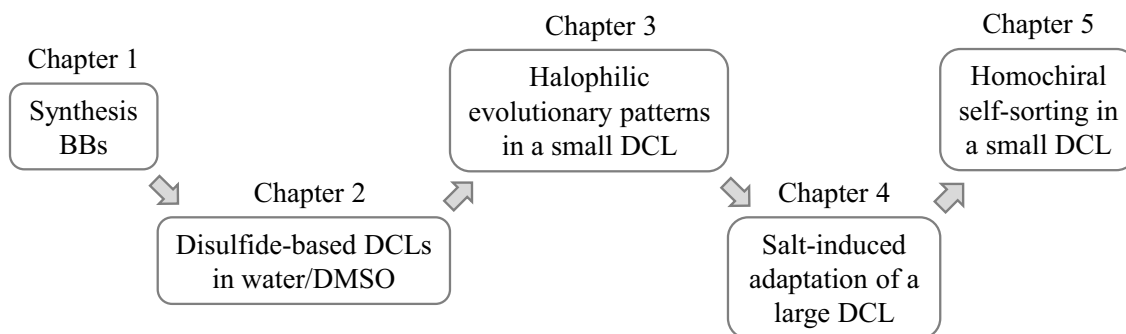 Chapter 1
Synthesis
BBs
Chapter 2
Disulfide-based DCLs
in water/DMSO
Chapter 3
Halophilic
evolutionary patterns
in a small DCL
Chapter 4
Salt-induced
adaptation of a
large DCL
Chapter 5
Homochiral
self-sorting in
a small DCL